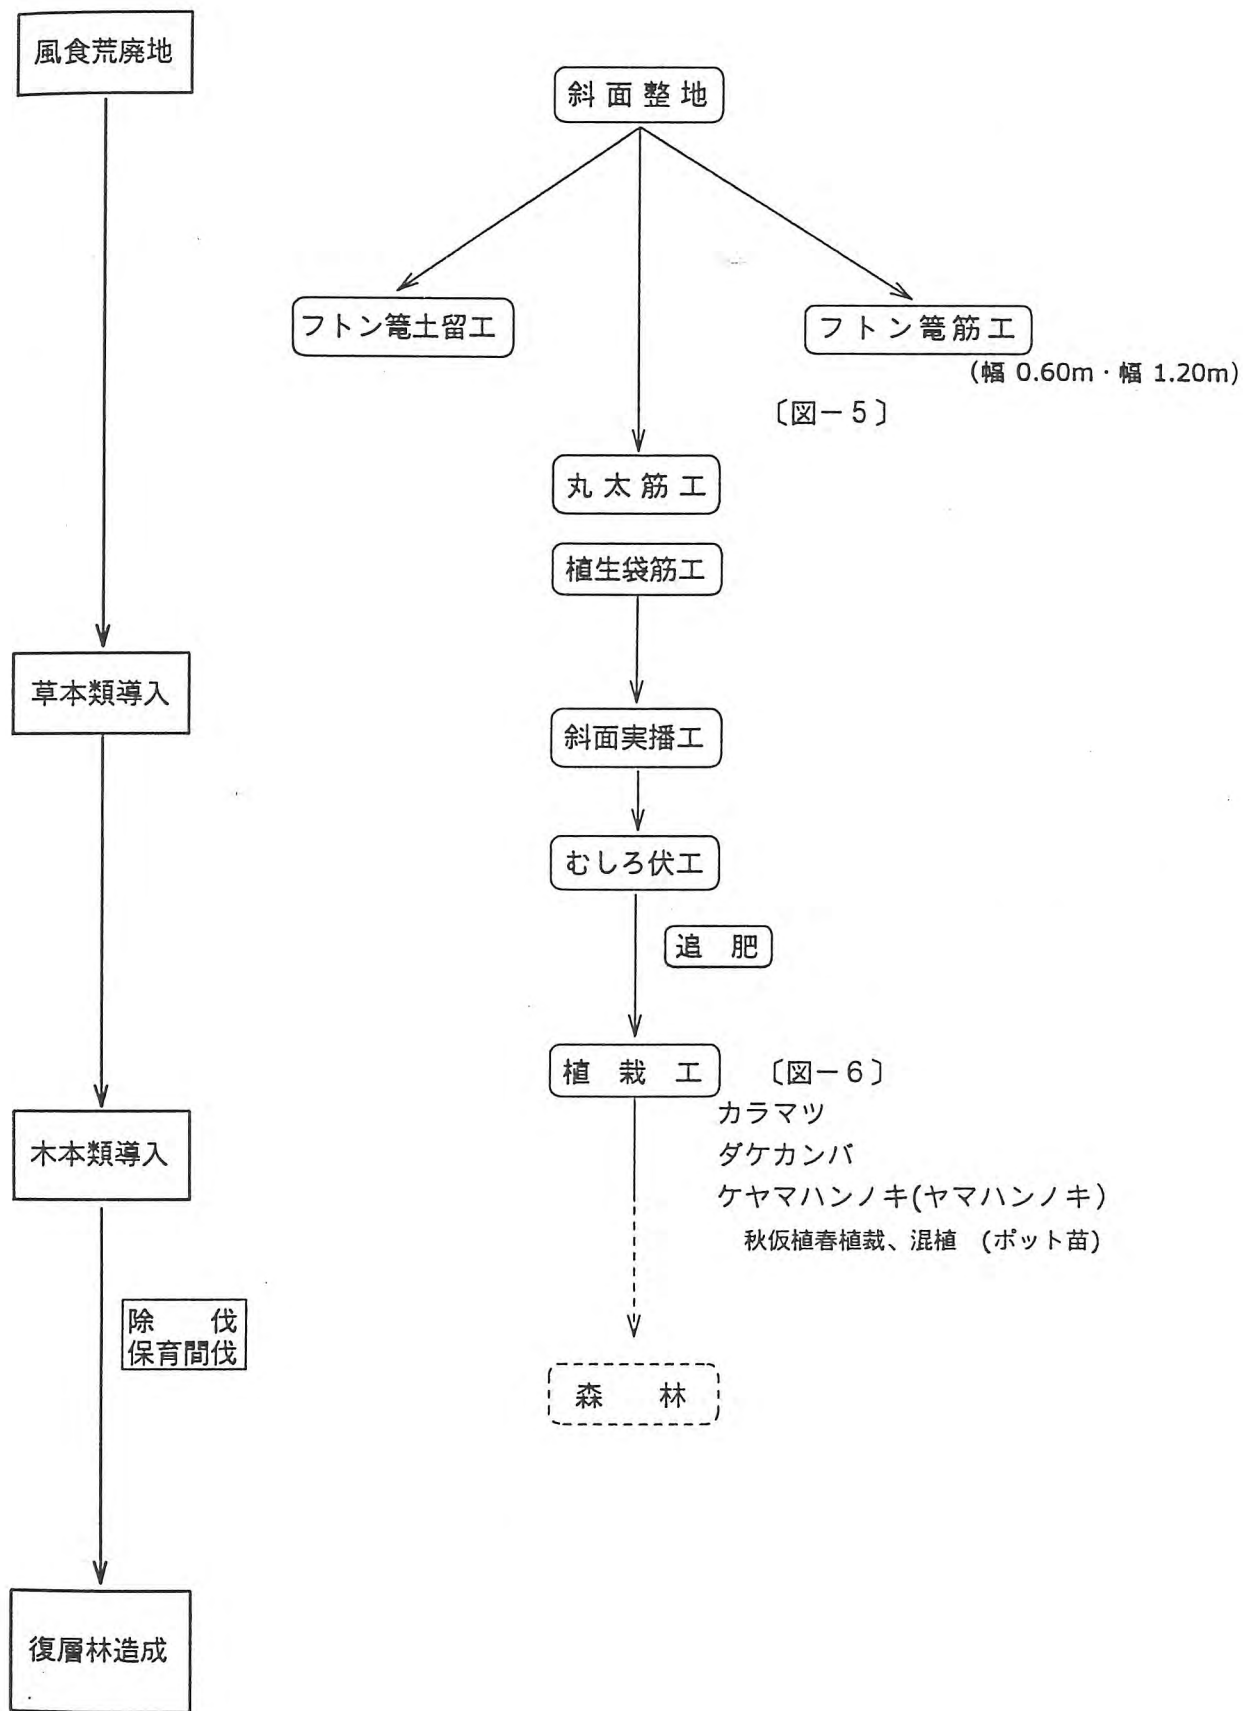 風食荒廃地
斜面整地
フトン篭土留工
フトン篭筋工
(幅 0.60m・幅 1.20m)
〔図－5〕
丸太筋工
植生袋筋工
草本類導入
斜面実播工
むしろ伏工
追 肥
植 栽 工 〔図－6〕
カラマツ
木本類導入
ダケカンバ
ケヤマハンノキ(ヤマハンノキ)
秋仮植春植裁、混植 (ポット苗)
除 伐
保育間伐
森 林
復層林造成